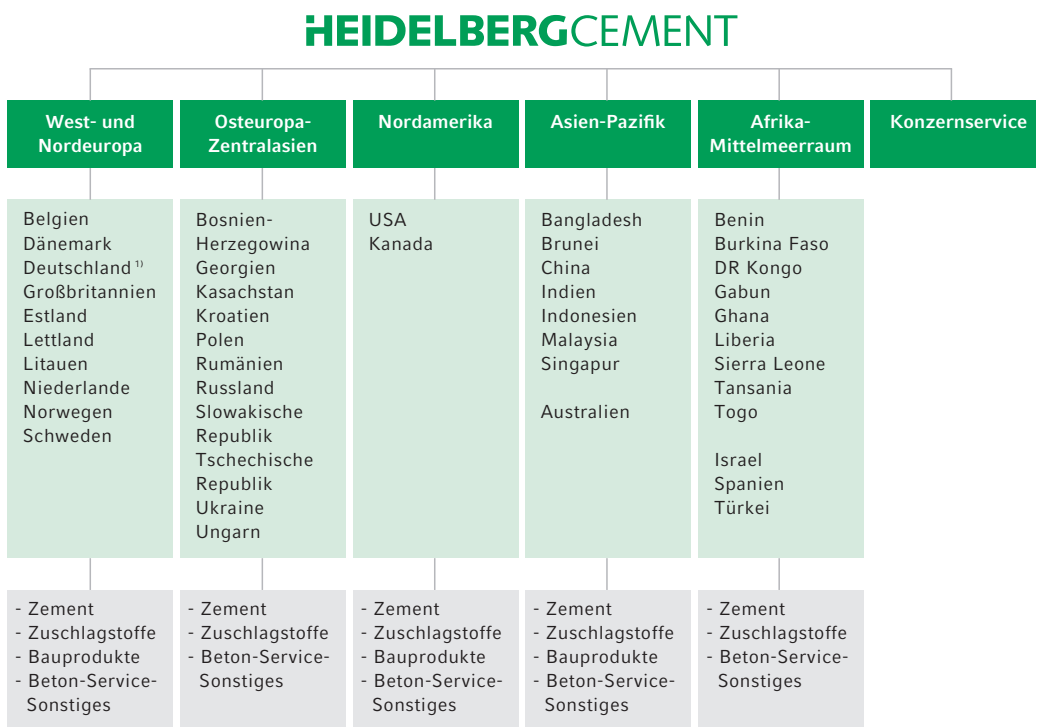 HEIDELBERGCEMENT
West- und
Nordeuropa
Osteuropa-
Zentralasien
Nordamerika
Asien-Pazifik
Afrika-
Mittelmeerraum
Konzernservice
Belgien
Dänemark
Deutschland 1)
Großbritannien
Estland
Lettland
Litauen
Niederlande
Norwegen
Schweden
Bosnien-
Herzegowina
Georgien
Kasachstan
Kroatien
Polen
Rumänien
Russland
Slowakische
Republik
Tschechische
Republik
Ukraine
Ungarn
USA
Kanada
Bangladesh
Brunei
China
Indien
Indonesien
Malaysia
Singapur
Australien
Benin
Burkina Faso
DR Kongo
Gabun
Ghana
Liberia
Sierra Leone
Tansania
Togo
Israel
Spanien
Türkei
- Zement
- Zuschlagstoffe
- Bauprodukte
- Beton-Service-
Sonstiges
- Zement
- Zuschlagstoffe
- Beton-Service-
Sonstiges
- Zement
- Zuschlagstoffe
- Bauprodukte
- Beton-Service-
Sonstiges
- Zement
- Zuschlagstoffe
- Bauprodukte
- Beton-Service-
Sonstiges
- Zement
- Zuschlagstoffe
- Beton-Service-
Sonstiges